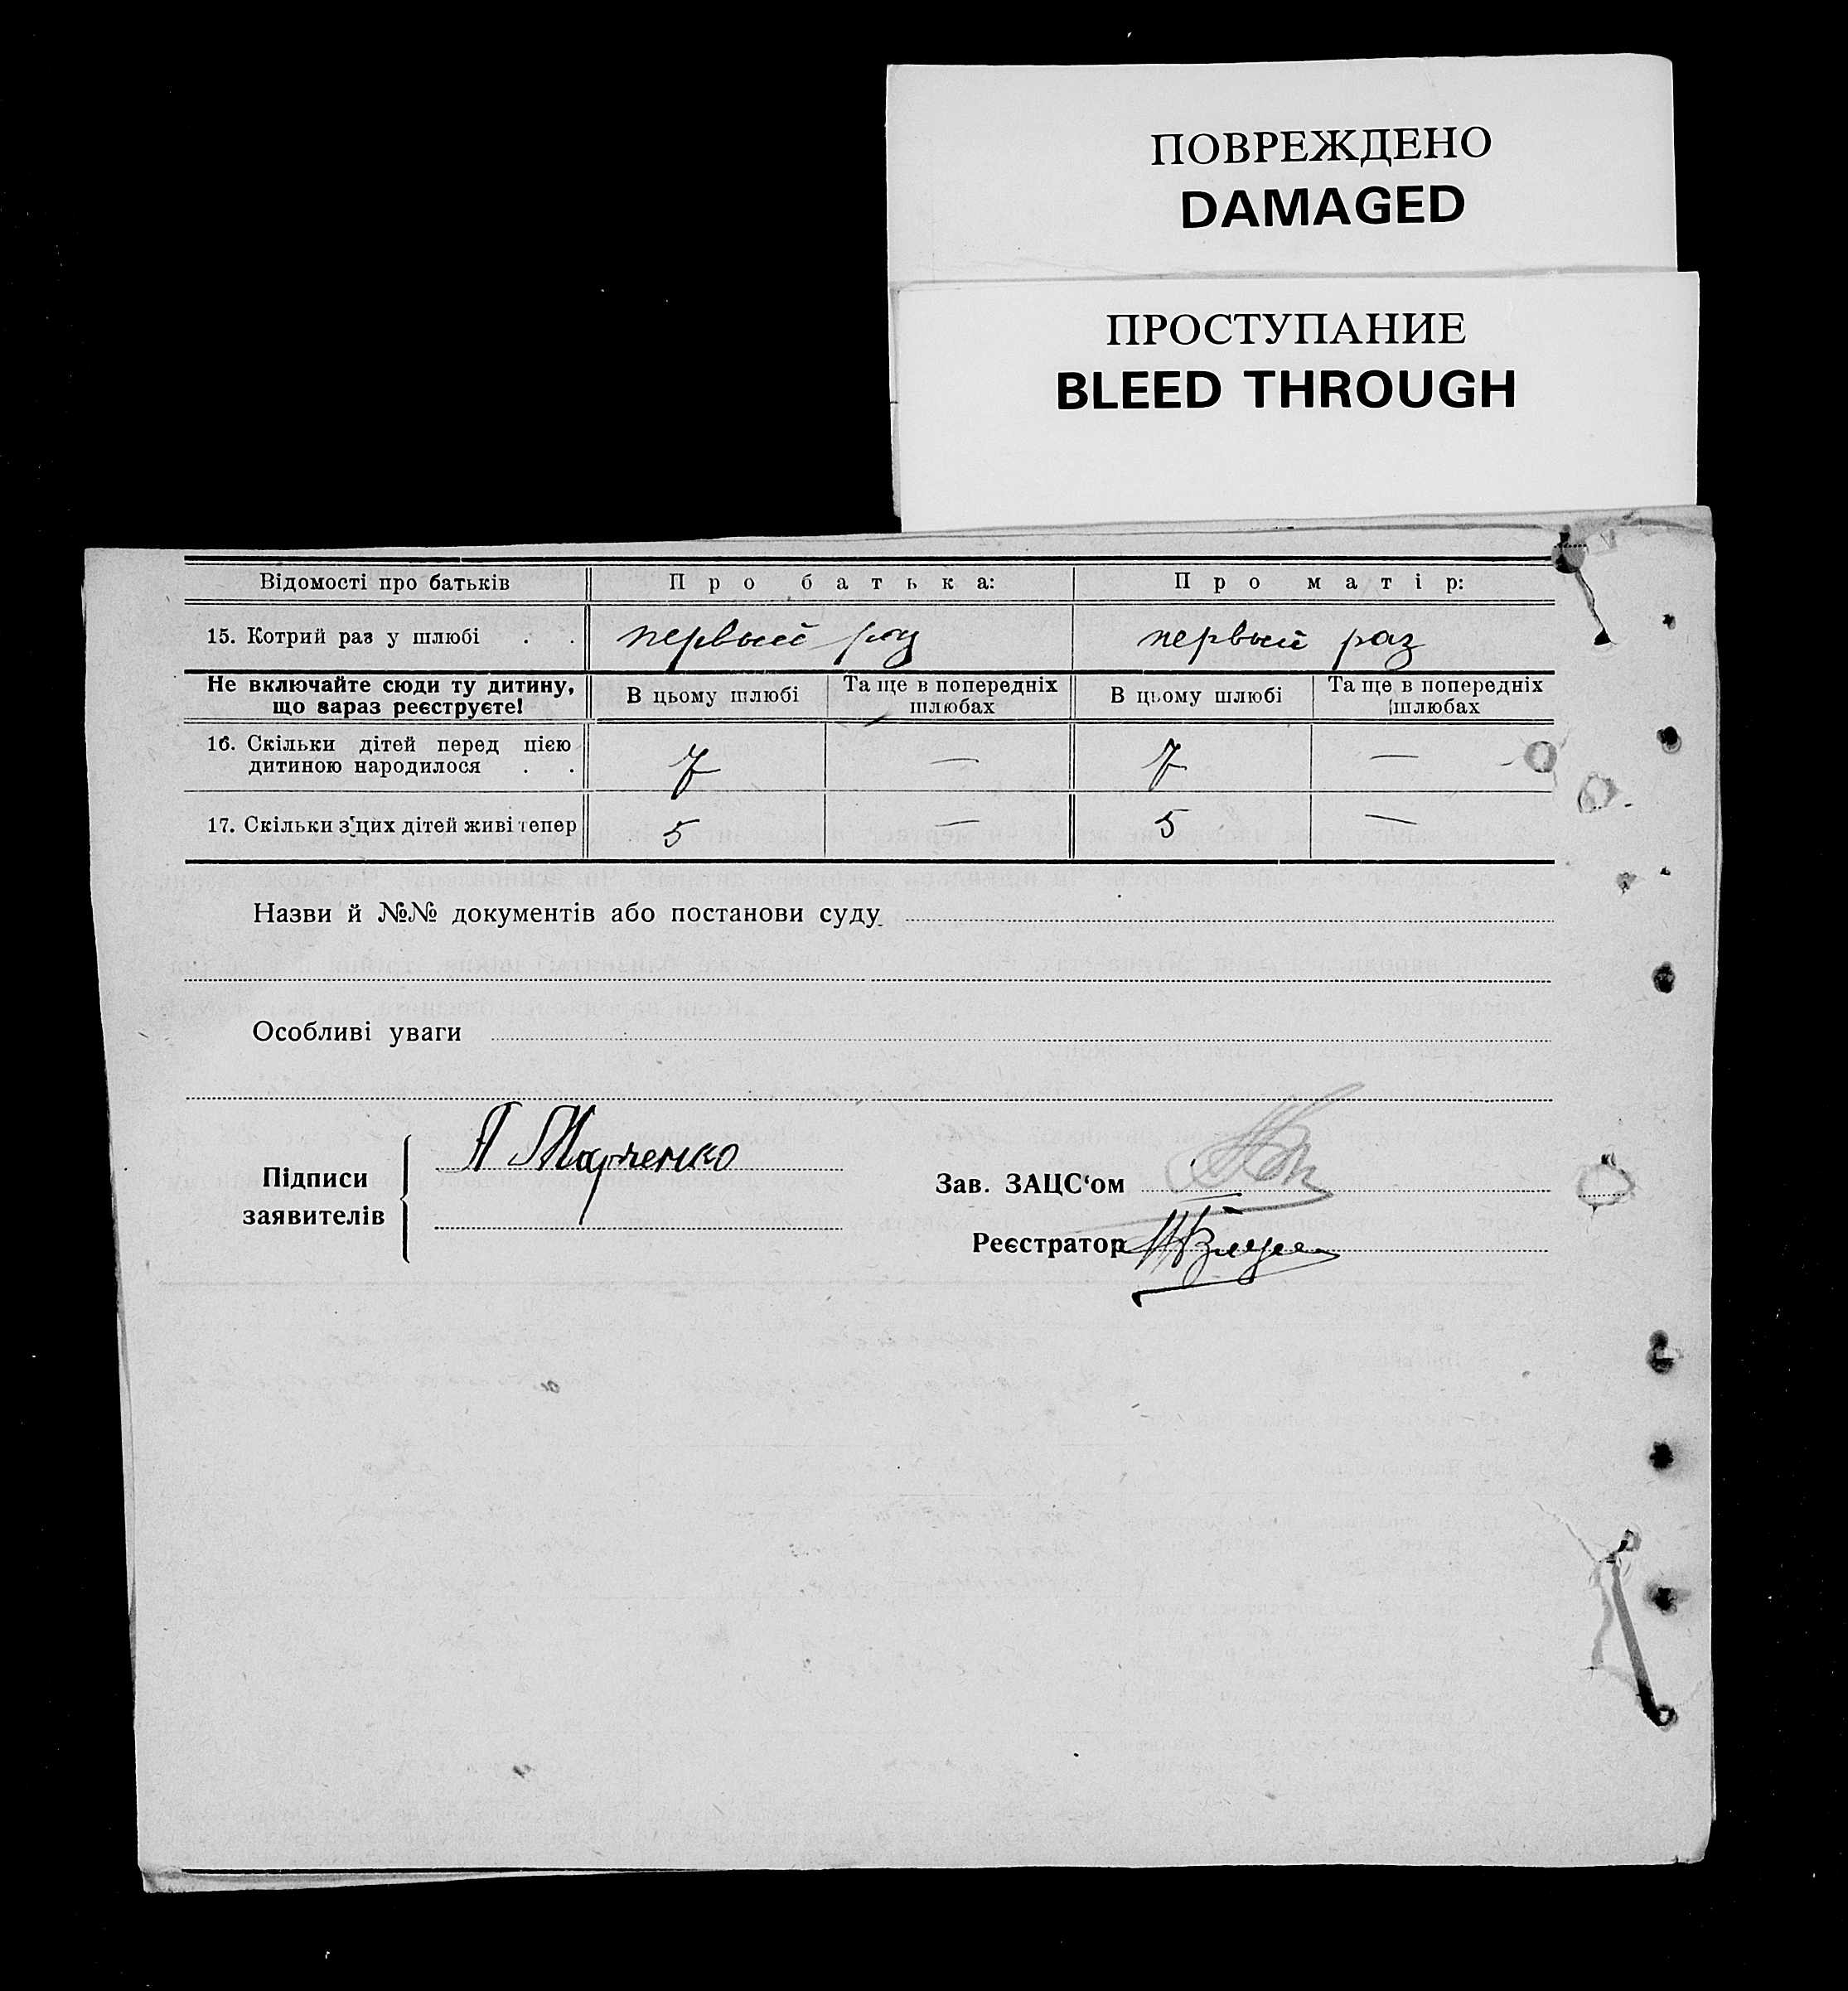 ПОВРЕЖДЕНО
DAMAGED
ПРОСТУПАНИЕ
BLEED THROUGH
Відомості про батьків Про батька: Про матір:
15. Котрий раз у шлюбі . . первый раз первый раз
Не включайте сюди ту дитину, що зараз реєструєте! В цьому шлюбі Та ще в попередніх шлюбах В цьому шлюбі Та ще в попередніх шлюбах
16. Скільки дітей перед цією
дитиною народилося . . 7 — 7 —
17. Скільки з'цих дітей живі тепер 5 — 5 —
Назви й №№ документів або постанови суду
Особливі уваги
Підписи
заявителів
Марченко
Зав. ЗАЦС‘ом
Реєстратор